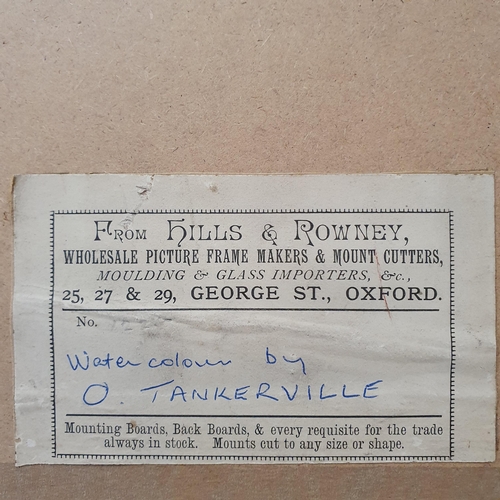 From Hills & Rowney,
WHOLESALE PICTURE FRAME MAKERS & MOUNT CUTTERS,
MOULDING & GLASS IMPORTERS, &c.,
25, 27 & 29, GEORGE ST., OXFORD.
No.
Water colour by
O. TANKERVILLE
Mounting Boards, Back Boards, & every requisite for the trade
always in stock. Mounts cut to any size or shape.